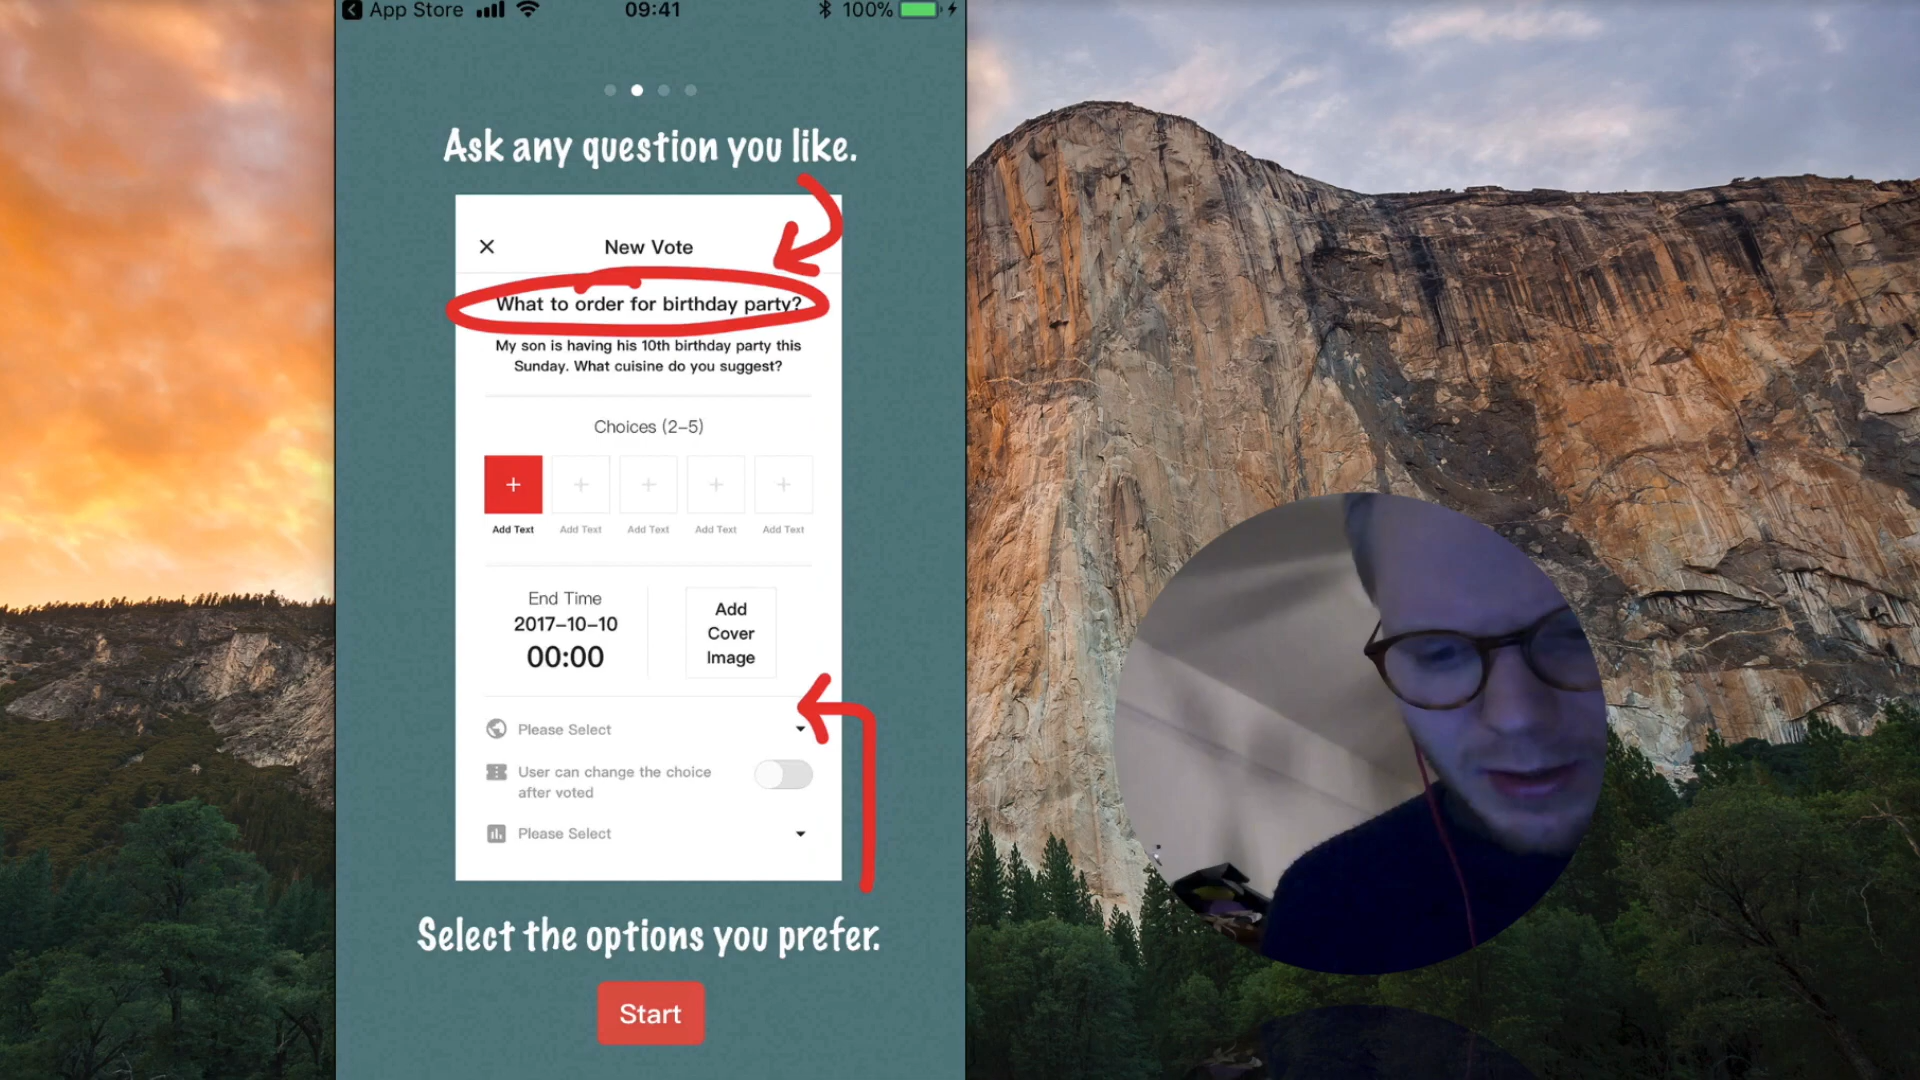 App Store
09:41
100%
Ask any question you like.
New Vote
What to order for birthday party?
My son is having his 10th birthday party this
Sunday. What cuisine do you suggest?
Choices (2–5)
Add Text
Add Text
Add Text
Add Text
Add Text
End Time
2017–10–10
00:00
Add
Cover
Image
Please Select
User can change the choice
after voted
Please Select
Select the options you prefer.
Start